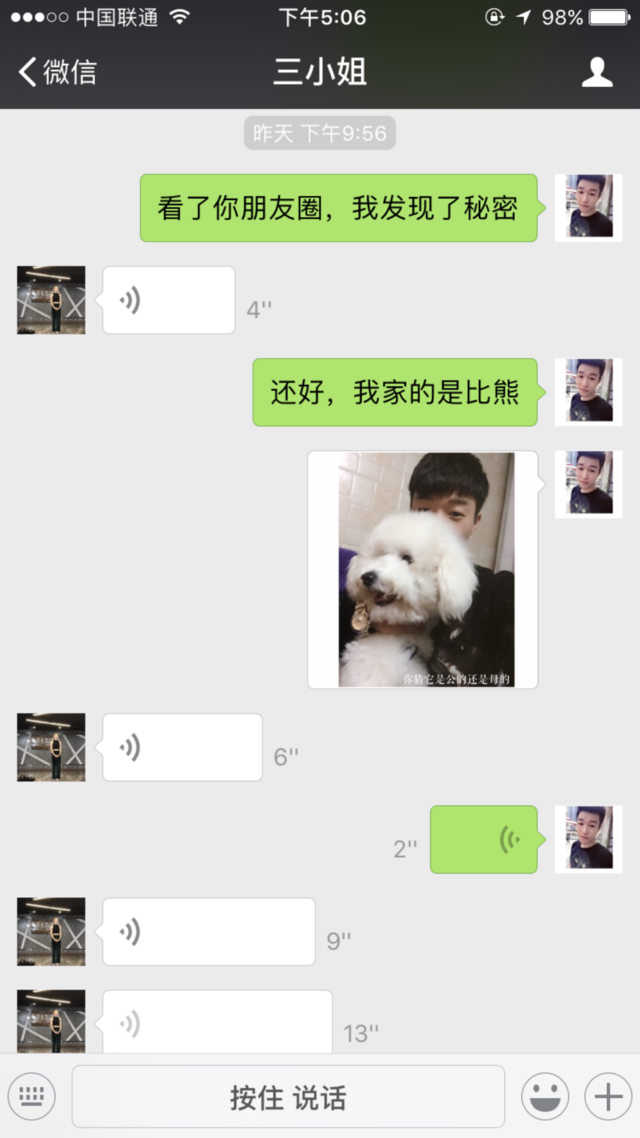 中国联通 下午5:06 98%
微信 三小姐
昨天 下午9:56
看了你朋友圈，我发现了秘密
4''
还好，我家的是比熊
你猜它是公的还是母的
6''
2''
9''
13''
按住 说话